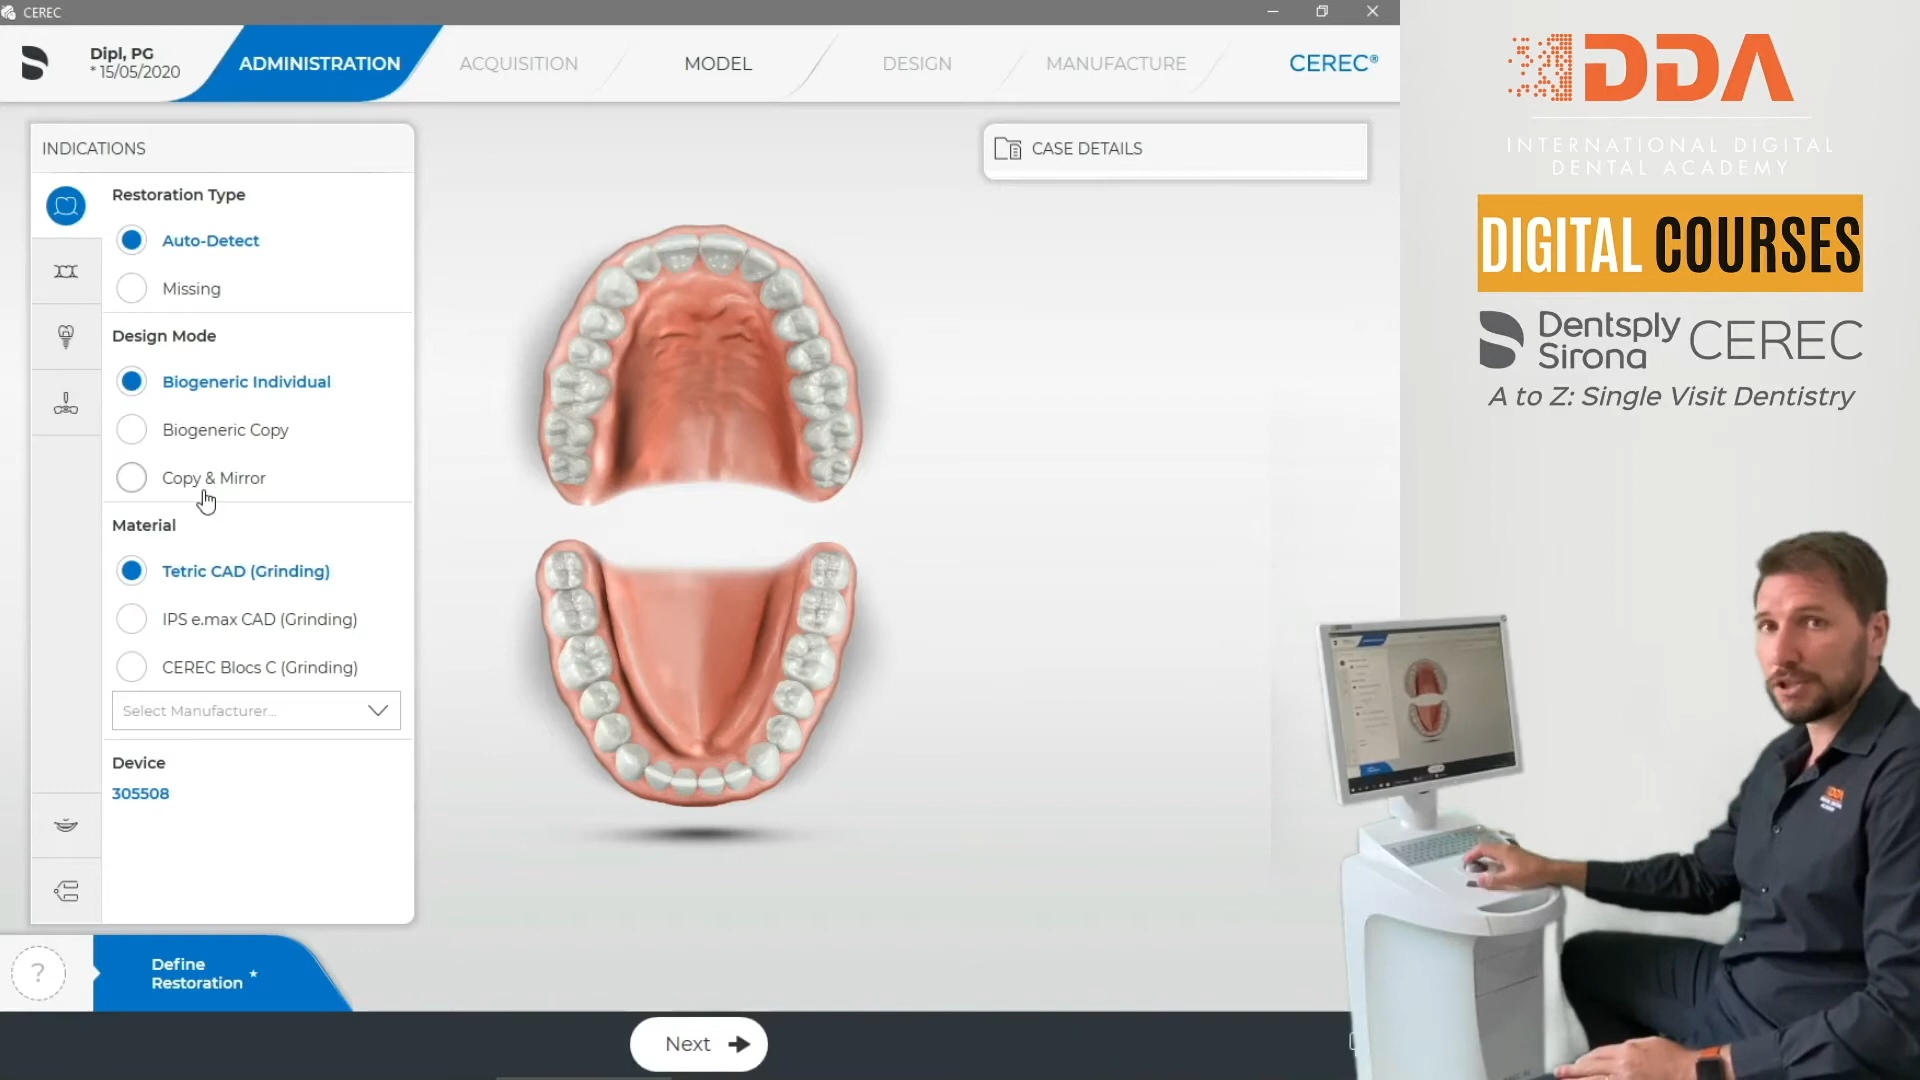 CEREC
Dipl, PG
* 15/05/2020
ADMINISTRATION
ACQUISITION
MODEL
DESIGN
MANUFACTURE
CEREC®
INDICATIONS
Restoration Type
Auto-Detect
Missing
Design Mode
Biogeneric Individual
Biogeneric Copy
Copy & Mirror
Material
Tetric CAD (Grinding)
IPS e.max CAD (Grinding)
CEREC Blocs C (Grinding)
Select Manufacturer...
Device
305508
CASE DETAILS
?
Define
Restoration *
Next
DDA
INTERNATIONAL DIGITAL
DENTAL ACADEMY
DIGITAL COURSES
Dentsply
Sirona
CEREC
A to Z: Single Visit Dentistry